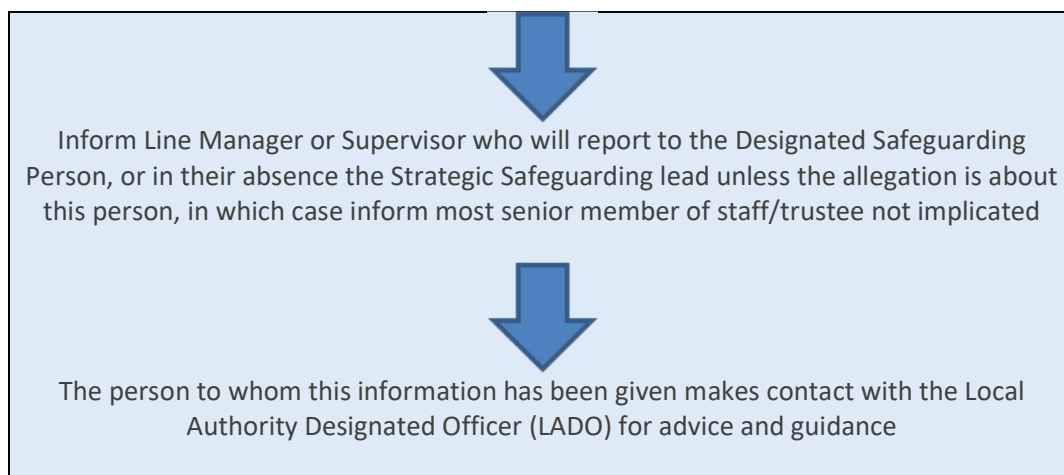 Inform Line Manager or Supervisor who will report to the Designated Safeguarding
Person, or in their absence the Strategic Safeguarding lead unless the allegation is about
this person, in which case inform most senior member of staff/trustee not implicated
The person to whom this information has been given makes contact with the Local
Authority Designated Officer (LADO) for advice and guidance